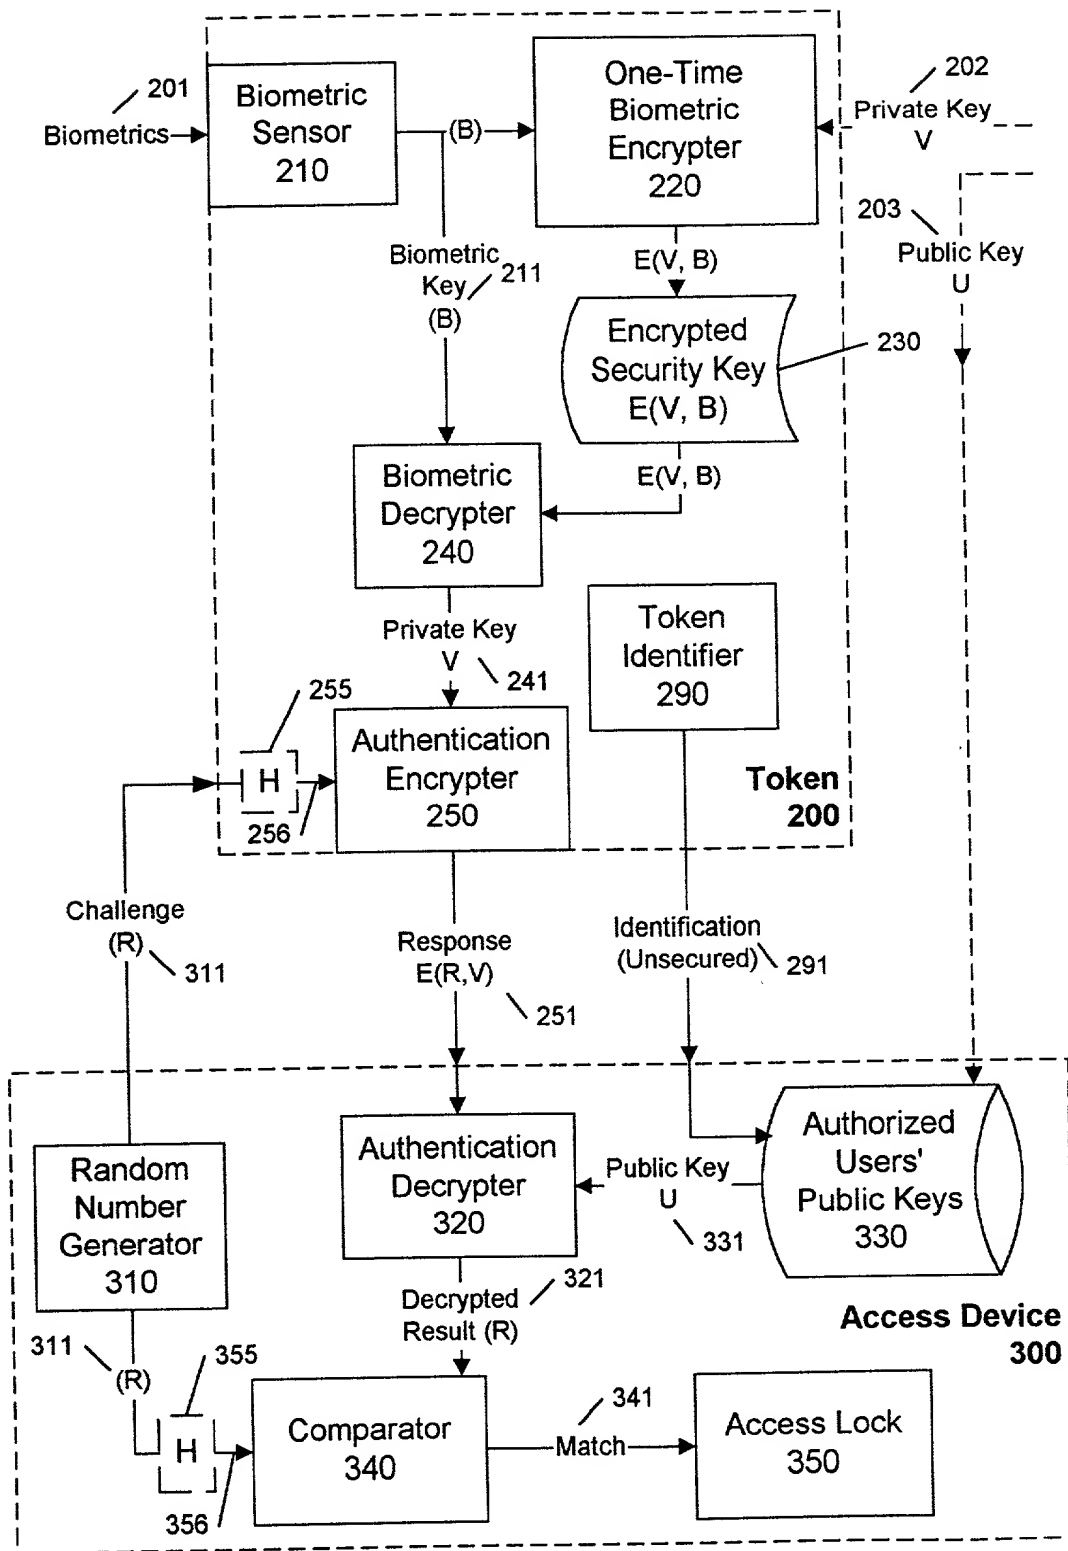 201
Biometrics
Biometric
Sensor
210
(B)
One-Time
Biometric
Encrypter
220
202
Private Key
V
203
Public Key
U
Biometric
Key
211
(B)
E(V, B)
Encrypted
Security Key
E(V, B)
230
E(V, B)
Biometric
Decrypter
240
Private Key
V
241
Token
Identifier
290
255
H
256
Authentication
Encrypter
250
Token
200
Challenge
(R)
311
Response
E(R,V)
251
Identification
(Unsecured)
291
Random
Number
Generator
310
Authentication
Decrypter
320
Public Key
U
331
Authorized
Users'
Public Keys
330
321
Decrypted
Result (R)
Access Device
300
311
(R)
355
H
356
Comparator
340
341
Match
Access Lock
350